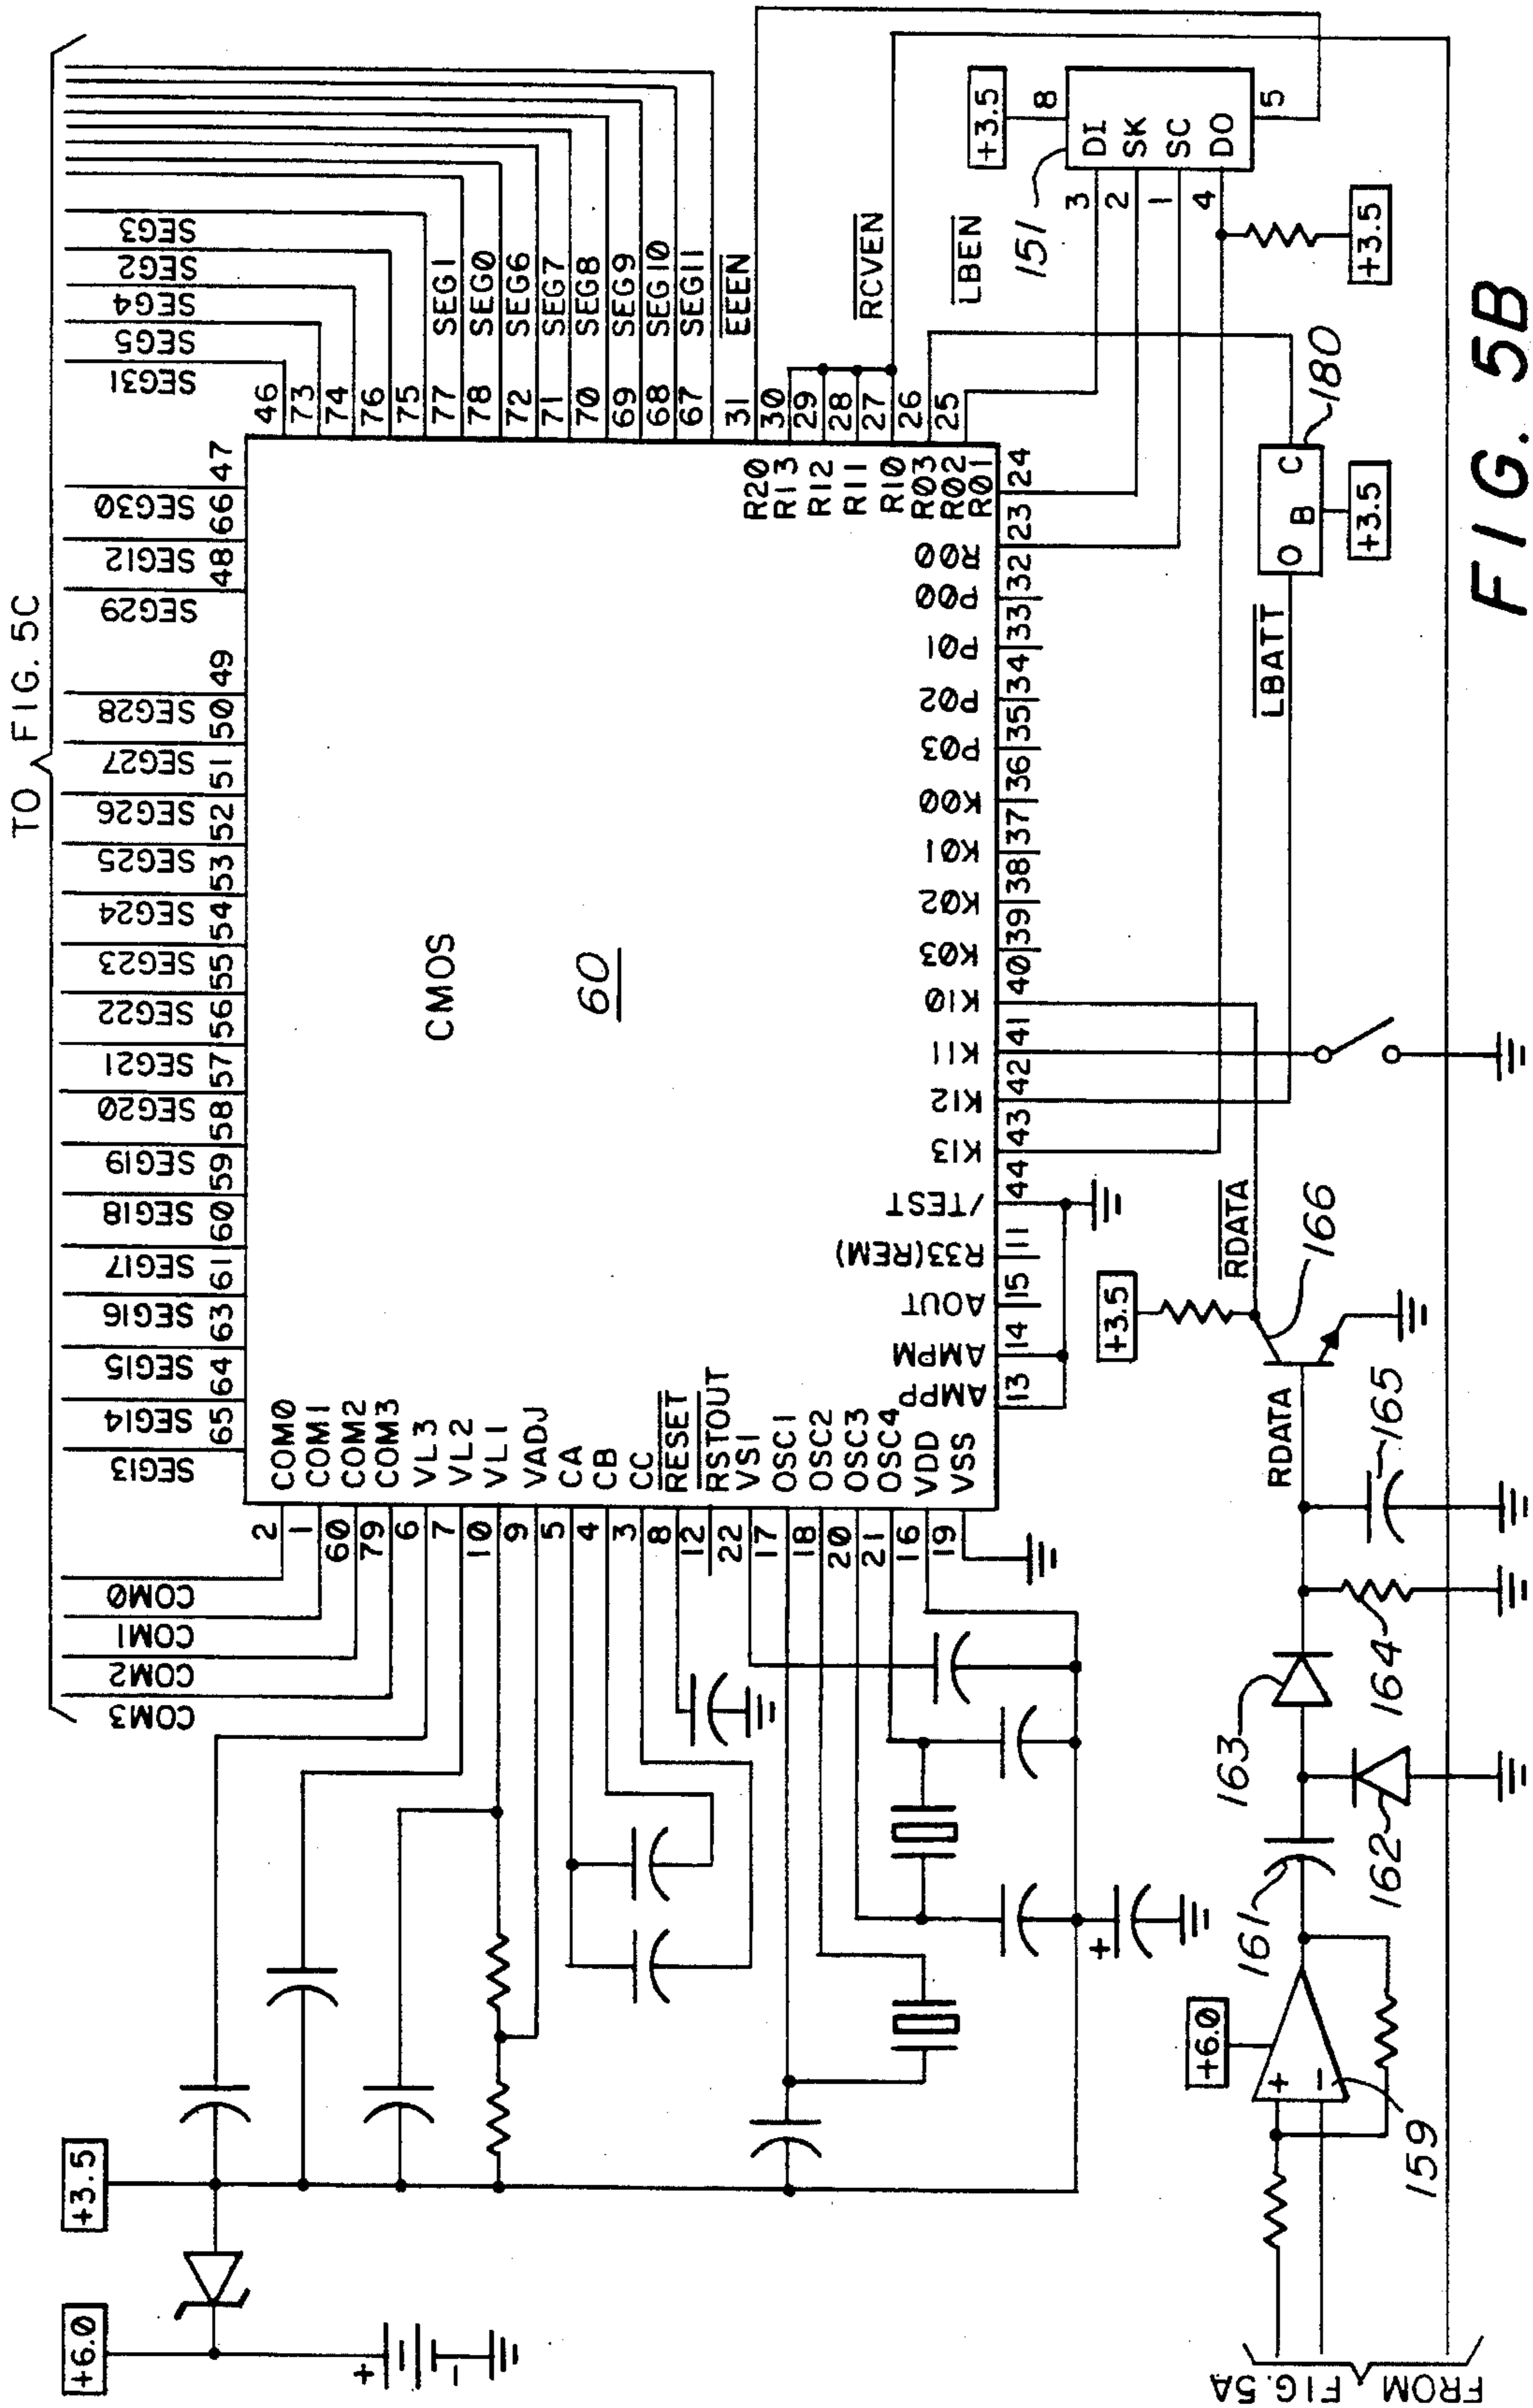 TO FIG. 5C
SEG3
SEG2
SEG4
SEG5
SEG31
46
73
74
76
75
77 SEG1
78 SEG0
72 SEG6
71 SEG7
70 SEG8
69 SEG9
68 SEG10
67 SEG11
31 EEEN
30
29
28
27
26
25
RCVEN
LBEN
47
SEG30 66
SEG12 48
SEG29
49
SEG28 50
SEG27 51
SEG26 52
SEG25 53
SEG24 54
SEG23 55
SEG22 56
SEG21 57
SEG20 58
SEG19 59
SEG18 60
SEG17 61
SEG16 63
SEG15 64
SEG14 65
SEG13
CMOS
60
R20
R13
R12
R11
R10
R03
R02
R01
24
23
R00
32
P00
33
P01
34
P02
35
P03
36
K00
37
K01
38
K02
39
K03
40
K10
41
K11
42
K12
43
K13
44
/TEST
11
R33(REM)
15
AOUT
14
AMPM
13
AMPP
COM0
COM1
COM2
COM3
VL3
VL2
VL1
VADJ
CA
CB
CC
RESET
RSTOUT
VS1
OSC1
OSC2
OSC3
OSC4
VDD
VSS
2
1
60
79
6
7
10
9
5
4
3
8
12
22
17
18
20
21
16
19
COM0
COM1
COM2
COM3
+3.5
+6.0
+
-
+3.5
8
151
DI
SK
SC
DO
3
2
1
4
5
+3.5
180
O B C
+3.5
LBATT
RDATA
+3.5
166
RDATA
165
164
163
162
161
+6.0
+
-
159
+
FROM FIG. 5A
FIG. 5B